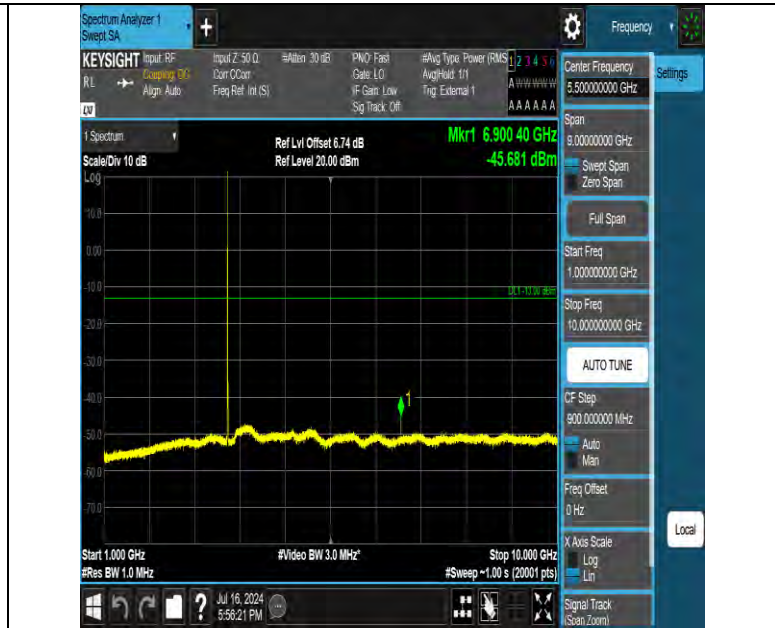 Spectrum Analyzer 1
Swept SA
+
Frequency
Settings
KEYSIGHT Input: RF
RL Coupling: DC
Align: Auto
LXI
Input Z: 50 Ω
Corr CCorr
Freq Ref: Int (S)
#Atten: 30 dB
PNO: Fast
Gate: LO
IF Gain: Low
Sig Track: Off
#Avg Type: Power (RMS
Avg|Hold: 1/1
Trig: External 1
1 2 3 4 5 6
A W W W W W
A A A A A A
1 Spectrum
Scale/Div 10 dB
Log
Ref Lvl Offset 6.74 dB
Ref Level 20.00 dBm
Mkr1 6.900 40 GHz
-45.681 dBm
10.0
0.00
-10.0
DL1 -13.00 dBm
-20.0
-30.0
-40.0
1
-50.0
-60.0
-70.0
Start 1.000 GHz
#Res BW 1.0 MHz
#Video BW 3.0 MHz*
Stop 10.000 GHz
#Sweep ~1.00 s (20001 pts)
?
Jul 16, 2024
5:56:21 PM
Center Frequency
5.500000000 GHz
Span
9.00000000 GHz
Swept Span
Zero Span
Full Span
Start Freq
1.000000000 GHz
Stop Freq
10.000000000 GHz
AUTO TUNE
CF Step
900.000000 MHz
Auto
Man
Freq Offset
0 Hz
X Axis Scale
Log
Lin
Signal Track
(Span Zoom)
Local